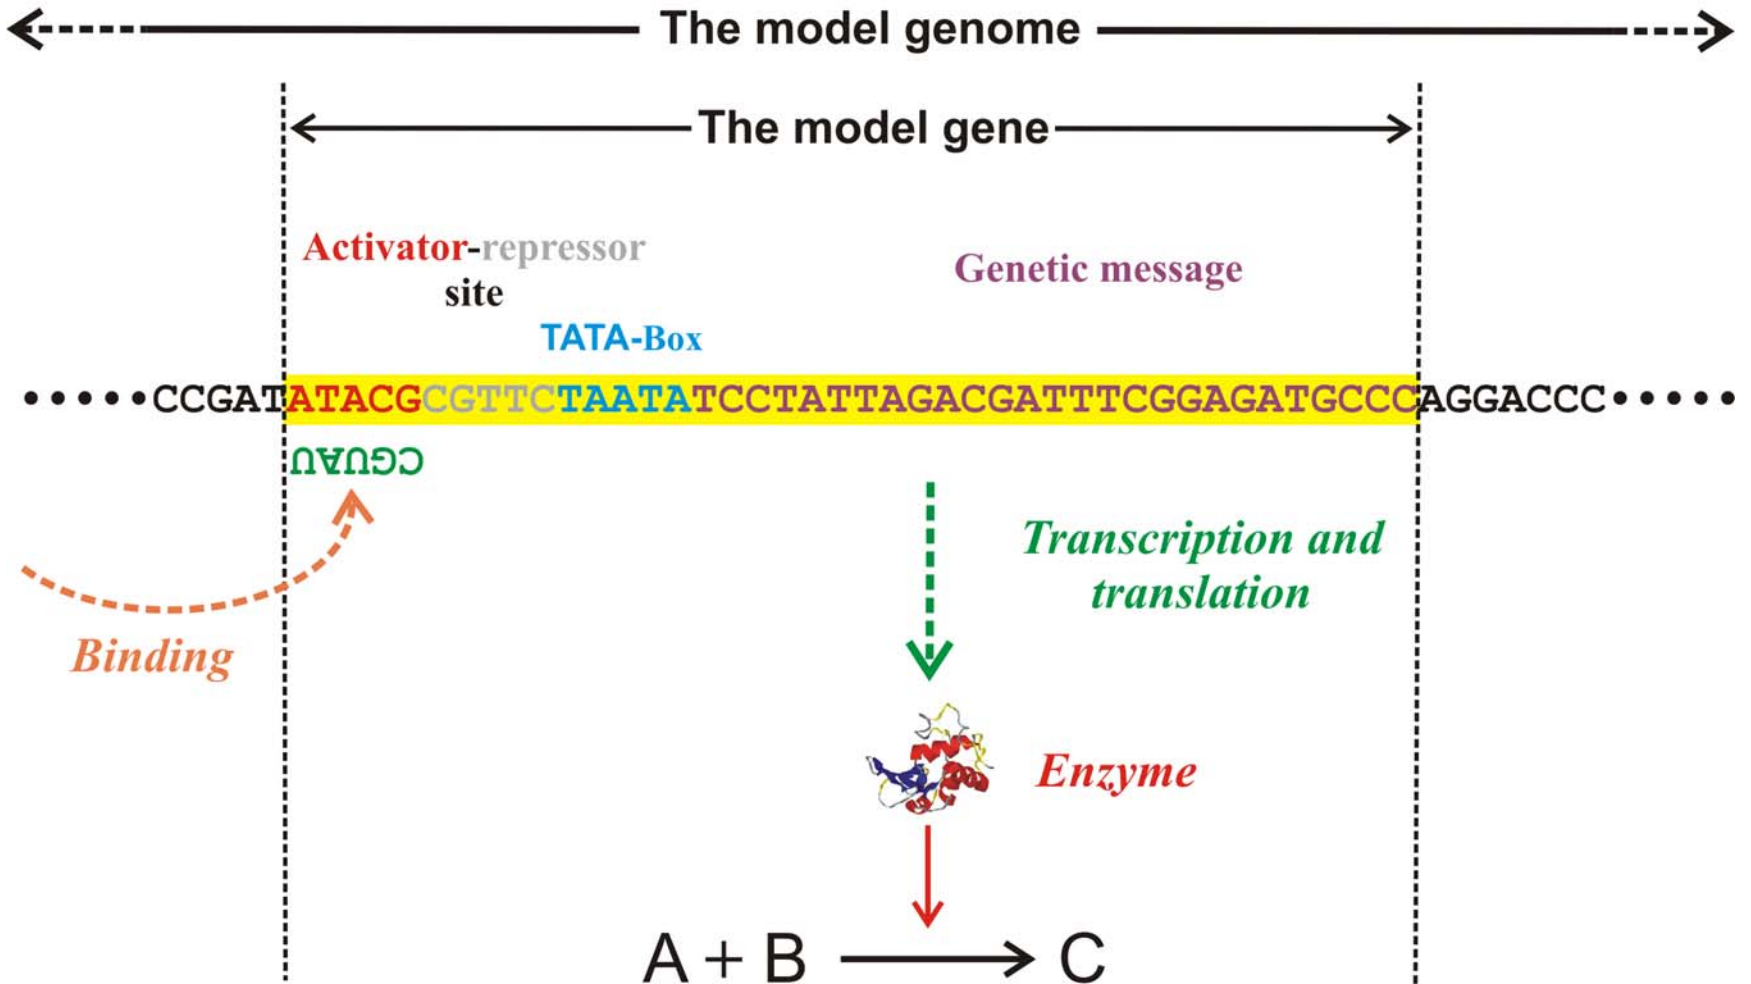 The model genome
The model gene
Activator-repressor
site
Genetic message
TATA-Box
•••••CCGATATACGCGTTCTAATATCCTATTAGACGATTTCGGAGATGCCCAGGACCC•••••
CGUAU
Transcription and
translation
Binding
Enzyme
A + B → C